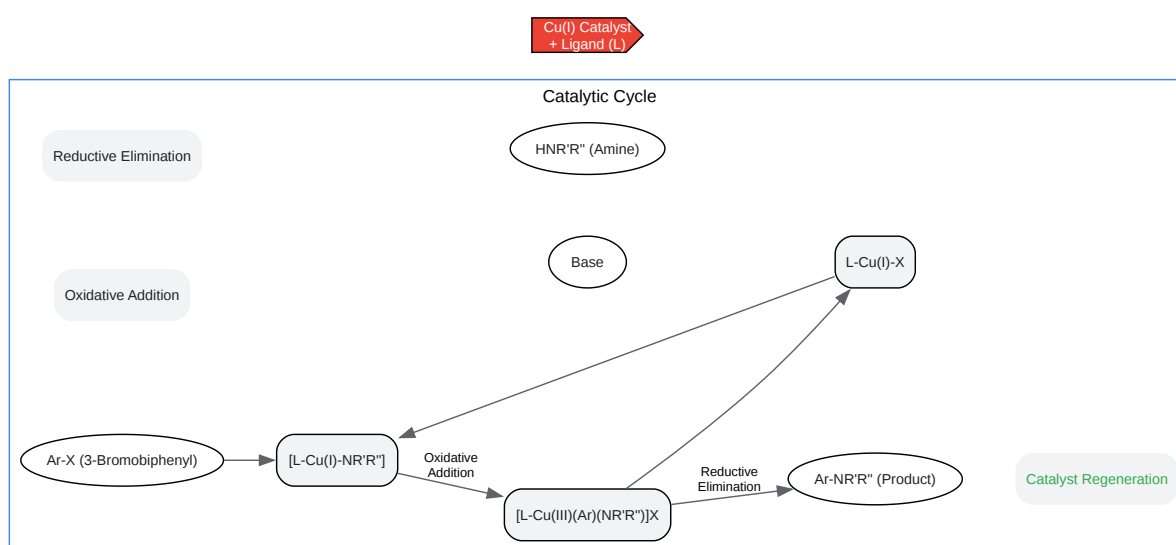 Cu(I) Catalyst
+ Ligand (L)
Catalytic Cycle
Reductive Elimination
HNR'R" (Amine)
Oxidative Addition
Base
L-Cu(I)-X
Ar-X (3-Bromobiphenyl)
[L-Cu(I)-NR'R"]
Oxidative
Addition
[L-Cu(III)(Ar)(NR'R")]X
Reductive
Elimination
Ar-NR'R" (Product)
Catalyst Regeneration